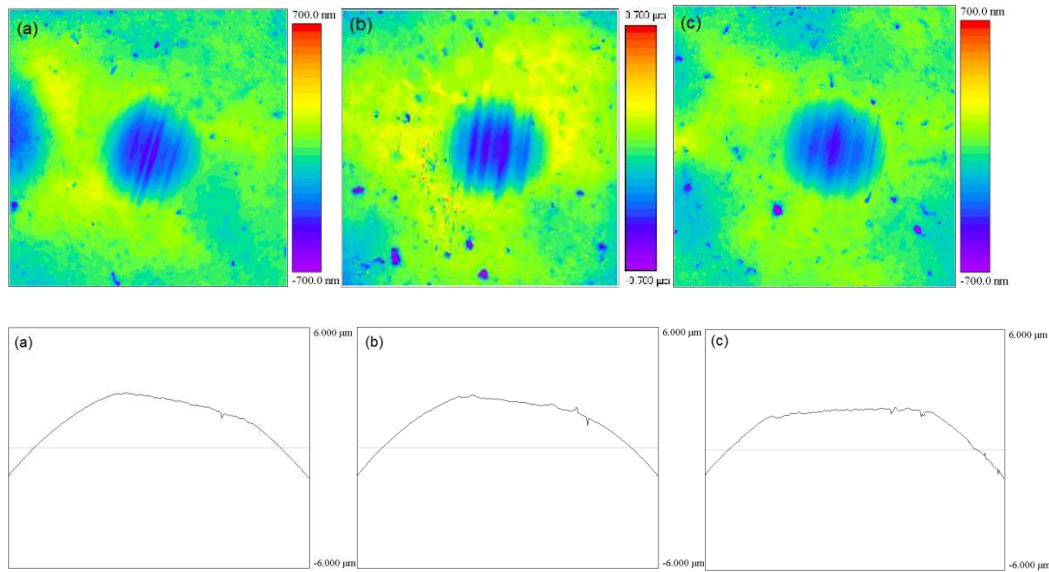 (a)
700.0 nm
-700.0 nm
(b)
0.700 µm
-0.700 µm
(c)
700.0 nm
-700.0 nm
(a)
6.000 µm
-6.000 µm
(b)
6.000 µm
-6.000 µm
(c)
6.000 µm
-6.000 µm